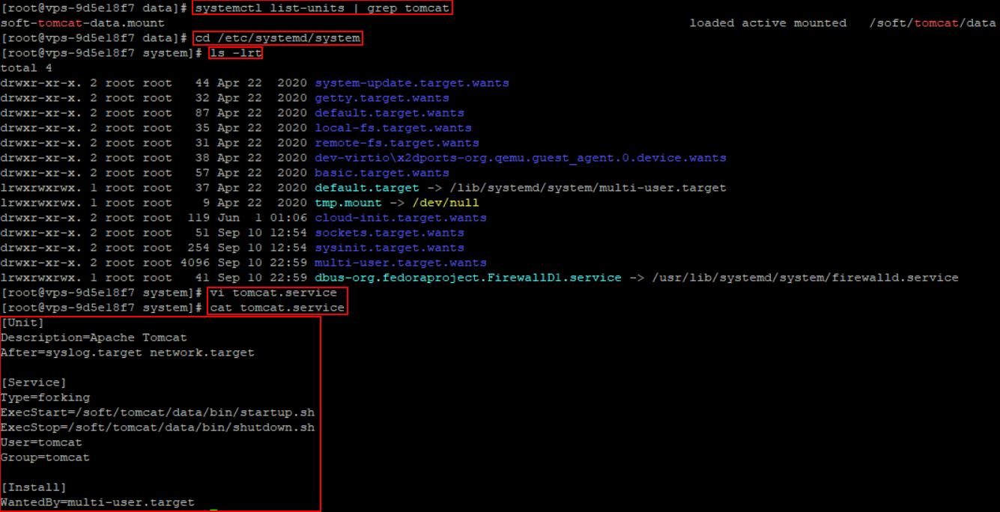 [root@vps-9d5e18f7 data]# systemctl list-units | grep tomcat
soft-tomcat-data.mount loaded active mounted /soft/tomcat/data
[root@vps-9d5e18f7 data]# cd /etc/systemd/system
[root@vps-9d5e18f7 system]# ls -lrt
total 4
drwxr-xr-x. 2 root root 44 Apr 22 2020 system-update.target.wants
drwxr-xr-x. 2 root root 32 Apr 22 2020 getty.target.wants
drwxr-xr-x. 2 root root 87 Apr 22 2020 default.target.wants
drwxr-xr-x. 2 root root 35 Apr 22 2020 local-fs.target.wants
drwxr-xr-x. 2 root root 31 Apr 22 2020 remote-fs.target.wants
drwxr-xr-x. 2 root root 38 Apr 22 2020 dev-virtio\x2dports-org.qemu.guest_agent.0.device.wants
drwxr-xr-x. 2 root root 57 Apr 22 2020 basic.target.wants
lrwxrwxrwx. 1 root root 37 Apr 22 2020 default.target -> /lib/systemd/system/multi-user.target
lrwxrwxrwx. 1 root root 9 Apr 22 2020 tmp.mount -> /dev/null
drwxr-xr-x. 2 root root 119 Jun 1 01:06 cloud-init.target.wants
drwxr-xr-x. 2 root root 51 Sep 10 12:54 sockets.target.wants
drwxr-xr-x. 2 root root 254 Sep 10 12:54 sysinit.target.wants
drwxr-xr-x. 2 root root 4096 Sep 10 22:59 multi-user.target.wants
lrwxrwxrwx. 1 root root 41 Sep 10 22:59 dbus-org.fedoraproject.FirewallD1.service -> /usr/lib/systemd/system/firewalld.service
[root@vps-9d5e18f7 system]# vi tomcat.service
[root@vps-9d5e18f7 system]# cat tomcat.service
[Unit]
Description=Apache Tomcat
After=syslog.target network.target
[Service]
Type=forking
ExecStart=/soft/tomcat/data/bin/startup.sh
ExecStop=/soft/tomcat/data/bin/shutdown.sh
User=tomcat
Group=tomcat
[Install]
WantedBy=multi-user.target